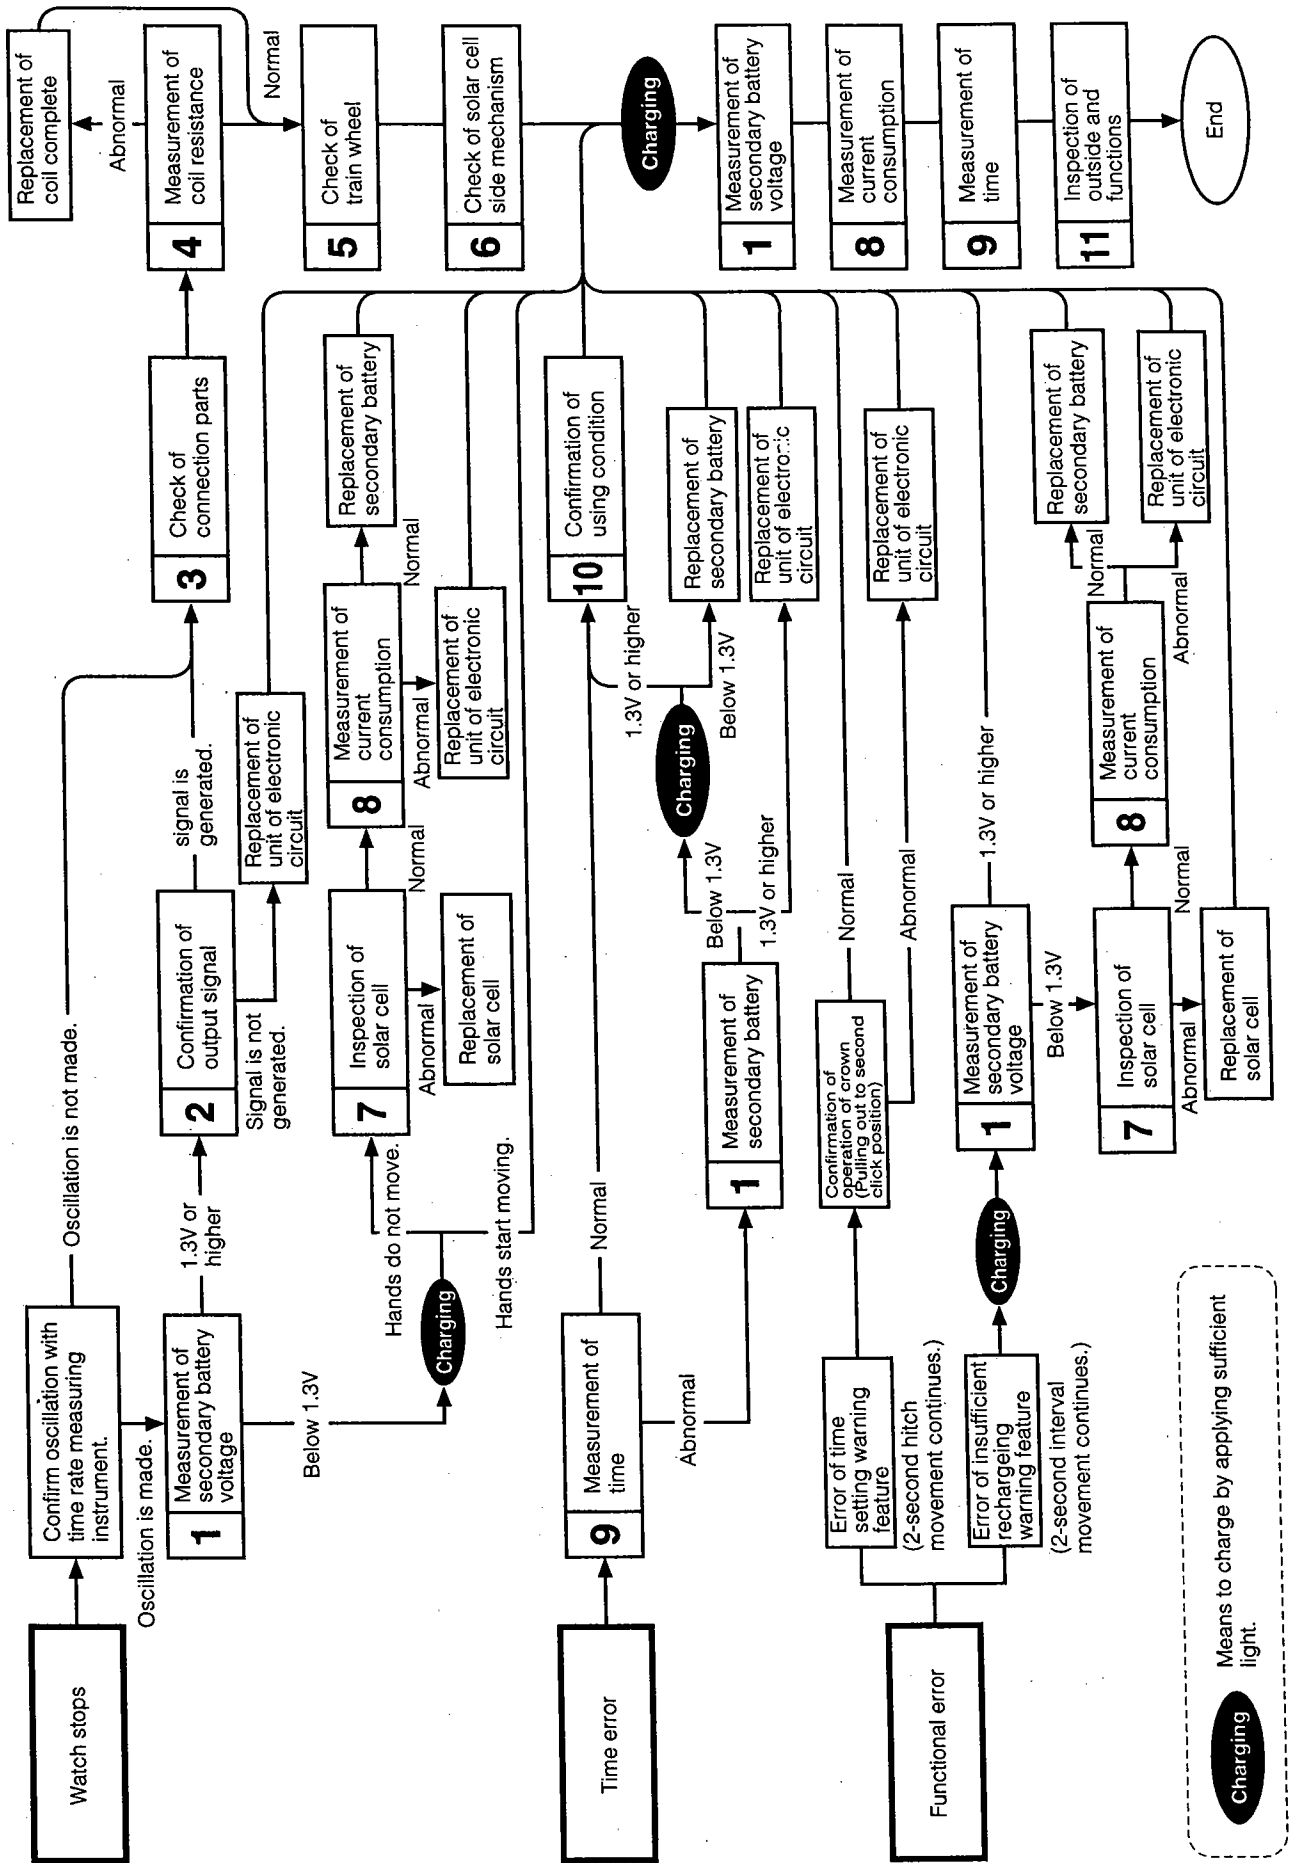 Watch stops
Confirm oscillation with
time rate measuring
instrument.
Oscillation is not made.
Oscillation is made.
1
Measurement of
secondary battery
voltage
1.3V or
higher
Below 1.3V
2
Confirmation of
output signal
signal is
generated.
Signal is not
generated.
Replacement of
unit of electronic
circuit
3
Check of
connection parts
4
Measurement of
coil resistance
Abnormal
Replacement of
coil complete
Normal
5
Check of
train wheel
6
Check of solar cell
side mechanism
Charging
Hands do not move.
Hands start moving.
7
Inspection of
solar cell
Normal
Abnormal
Replacement of
solar cell
8
Measurement of
current
consumption
Normal
Abnormal
Replacement of
secondary battery
Replacement of
unit of electronic
circuit
Time error
9
Measurement of
time
Normal
Abnormal
1
Measurement of
secondary battery
Below 1.3V
Below 1.3V
1.3V or higher
Charging
1.3V or higher
Below 1.3V
10
Confirmation of
using condition
Replacement of
secondary battery
Replacement of
unit of electronic
circuit
Functional error
Error of time
setting warning
feature
(2-second hitch
movement continues.)
Confirmation of
operation of crown
(Pulling out to second
click position)
Normal
Abnormal
Replacement of
unit of electronic
circuit
Error of insufficient
recharging
warning feature
(2-second interval
movement continues.)
Charging
1
Measurement of
secondary battery
voltage
1.3V or higher
Below 1.3V
7
Inspection of
solar cell
Normal
Abnormal
Replacement of
solar cell
8
Measurement of
current
consumption
Normal
Abnormal
Replacement of
secondary battery
Replacement of
unit of electronic
circuit
Charging
1
Measurement of
secondary battery
voltage
8
Measurement of
current
consumption
9
Measurement of
time
11
Inspection of
outside and
functions
End
Charging
Means to charge by applying sufficient
light.